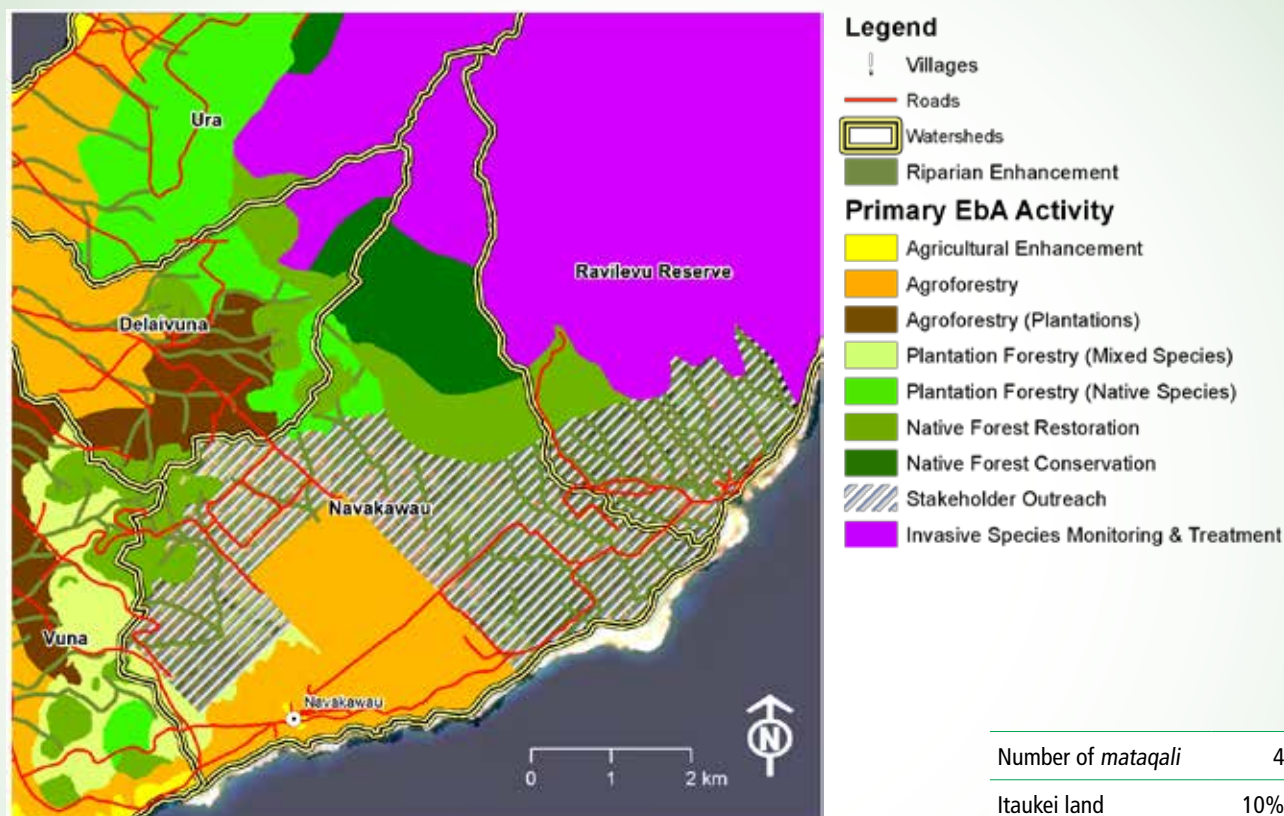 Ura
Ravilevu Reserve
Delaivuna
Navakawau
Vuna
Navakawau
N
0 1 2 km
Legend
Villages
Roads
Watersheds
Riparian Enhancement
Primary EbA Activity
Agricultural Enhancement
Agroforestry
Agroforestry (Plantations)
Plantation Forestry (Mixed Species)
Plantation Forestry (Native Species)
Native Forest Restoration
Native Forest Conservation
Stakeholder Outreach
Invasive Species Monitoring & Treatment
Number of mataqali 4
Itaukei land 10%